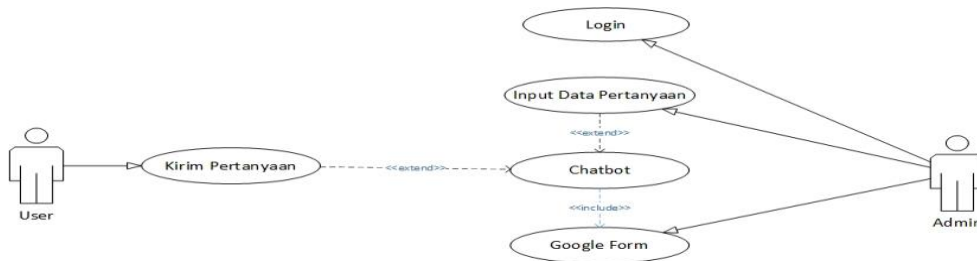 Login
Input Data Pertanyaan
<<extend>>
Kirim Pertanyaan
<<extend>>
Chatbot
User
<<include>>
Admin
Google Form